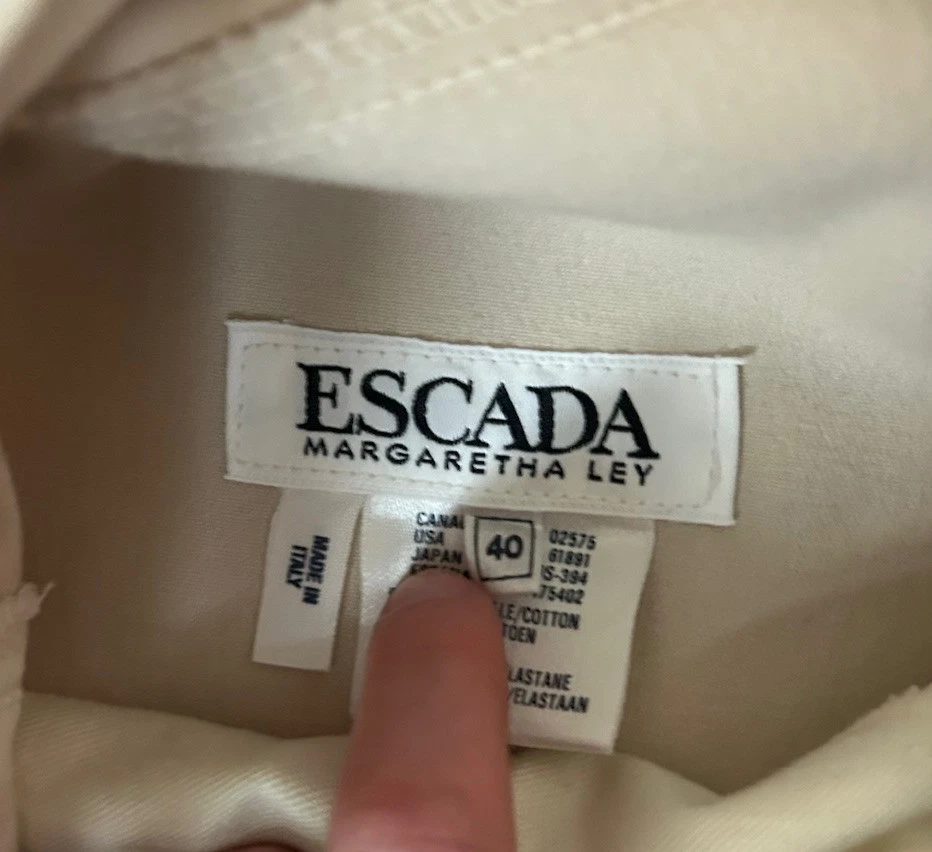 ESCADA
MARGARETHA LEY
MADE IN
ITALY
40
USA 61891
JAPAN IS-394
02575
75402
LE/COTTON
TOEN
LASTANE
/ELASTAAN